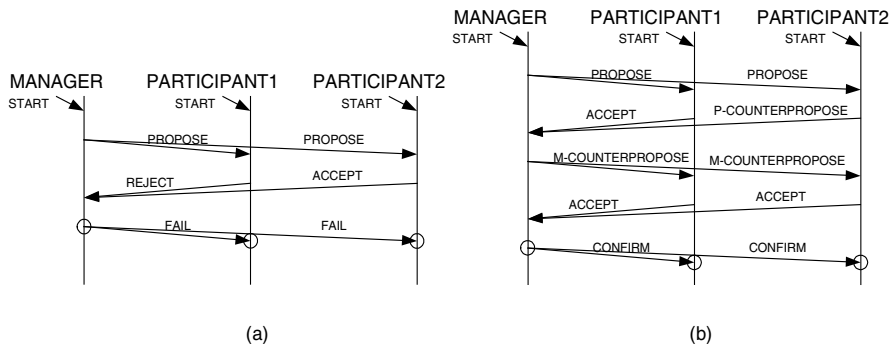 MANAGER PARTICIPANT1 PARTICIPANT2
START START START
PROPOSE PROPOSE
REJECT ACCEPT
FAIL FAIL
(a)
MANAGER PARTICIPANT1 PARTICIPANT2
START START START
PROPOSE PROPOSE
ACCEPT P-COUNTERPROPOSE
M-COUNTERPROPOSE M-COUNTERPROPOSE
ACCEPT ACCEPT
CONFIRM CONFIRM
(b)